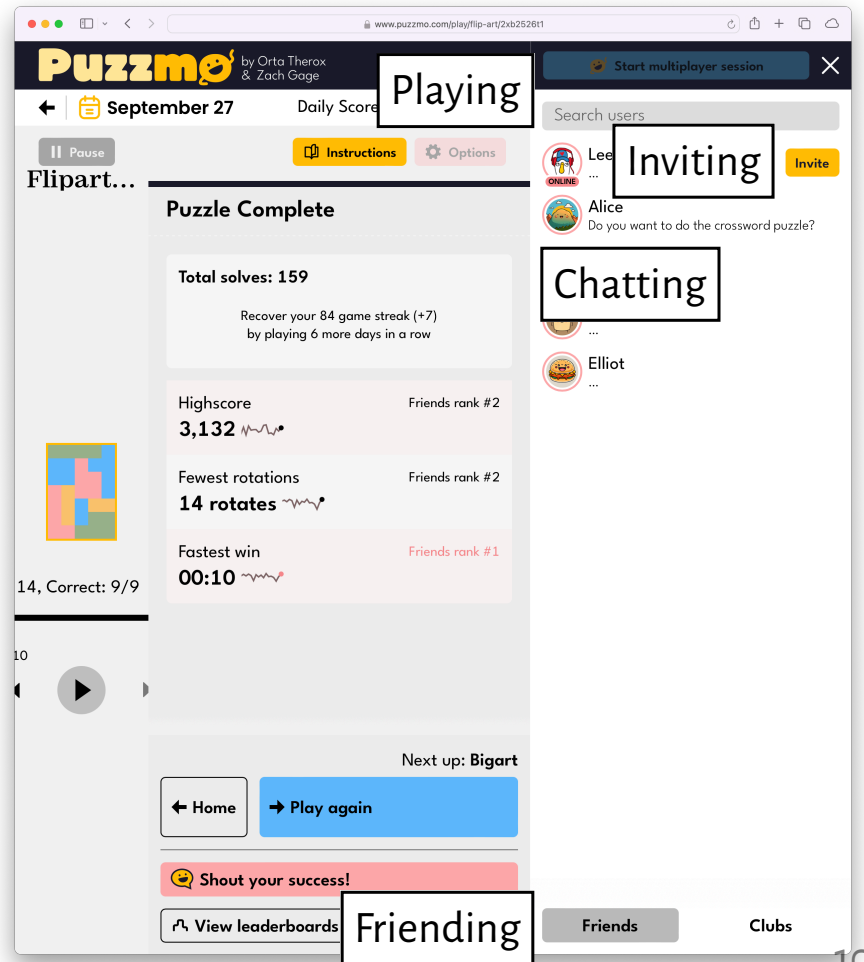 www.puzzmo.com/play/flip-art/2xb2526t1
Puzzmo
by Orta Therox
& Zach Gage
Start multiplayer session
September 27
Daily Score
Playing
Search users
Pause
Instructions
Options
Flipart...
Lee
...
ONLINE
Inviting
Invite
Alice
Do you want to do the crossword puzzle?
Puzzle Complete
Total solves: 159
Recover your 84 game streak (+7)
by playing 6 more days in a row
Chatting
...
Elliot
...
Highscore
Friends rank #2
3,132
Fewest rotations
Friends rank #2
14 rotates
Fastest win
Friends rank #1
00:10
14, Correct: 9/9
10
Next up: Bigart
Home
Play again
Shout your success!
View leaderboards
Friending
Friends
Clubs